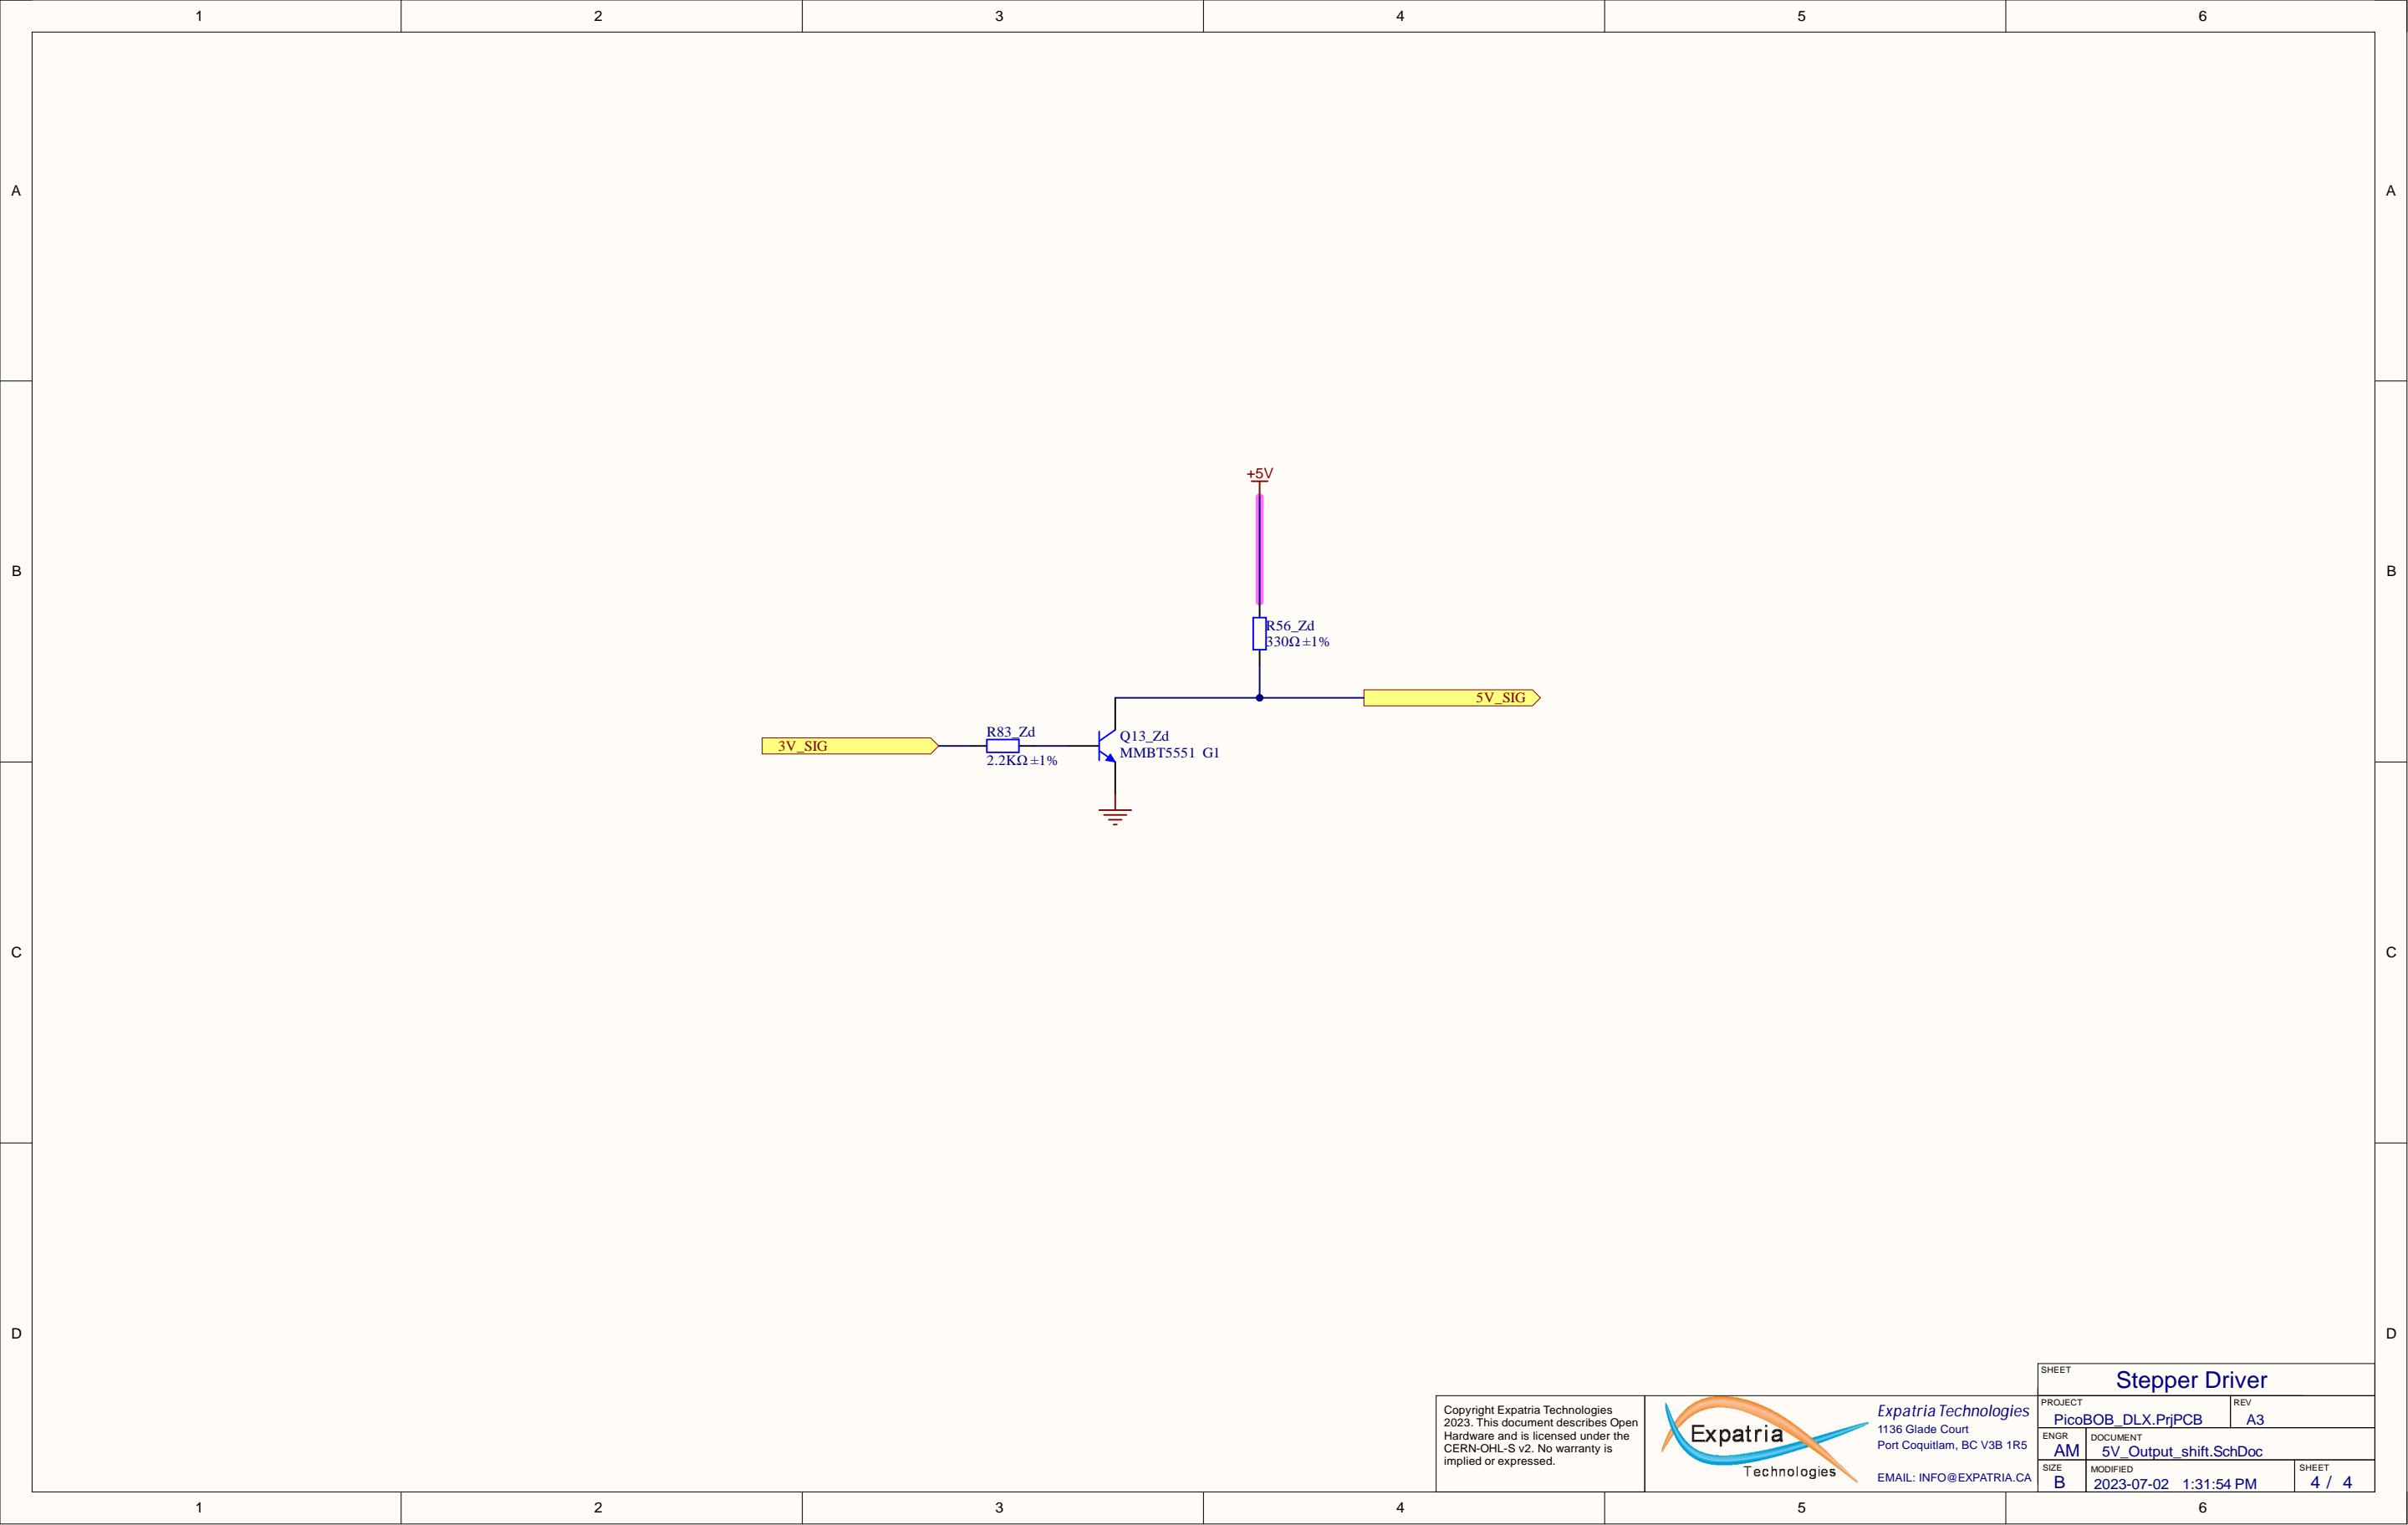 1 2 3 4 5 6
A A
+5V
B B
R56_Zd
330Ω ±1%
5V_SIG
R83_Zd
3V_SIG
2.2KΩ ±1%
Q13_Zd
MMBT5551 G1
C C
D D
SHEET
Stepper Driver
Copyright Expatria Technologies
2023. This document describes Open
Hardware and is licensed under the
CERN-OHL-S v2. No warranty is
implied or expressed.
Expatria
Technologies
Expatria Technologies
1136 Glade Court
Port Coquitlam, BC V3B 1R5
EMAIL: INFO@EXPATRIA.CA
PROJECT
PicoBOB_DLX.PrjPCB
REV
A3
ENGR
AM
DOCUMENT
5V_Output_shift.SchDoc
SIZE
B
MODIFIED
2023-07-02 1:31:54 PM
SHEET
4 / 4
1 2 3 4 5 6